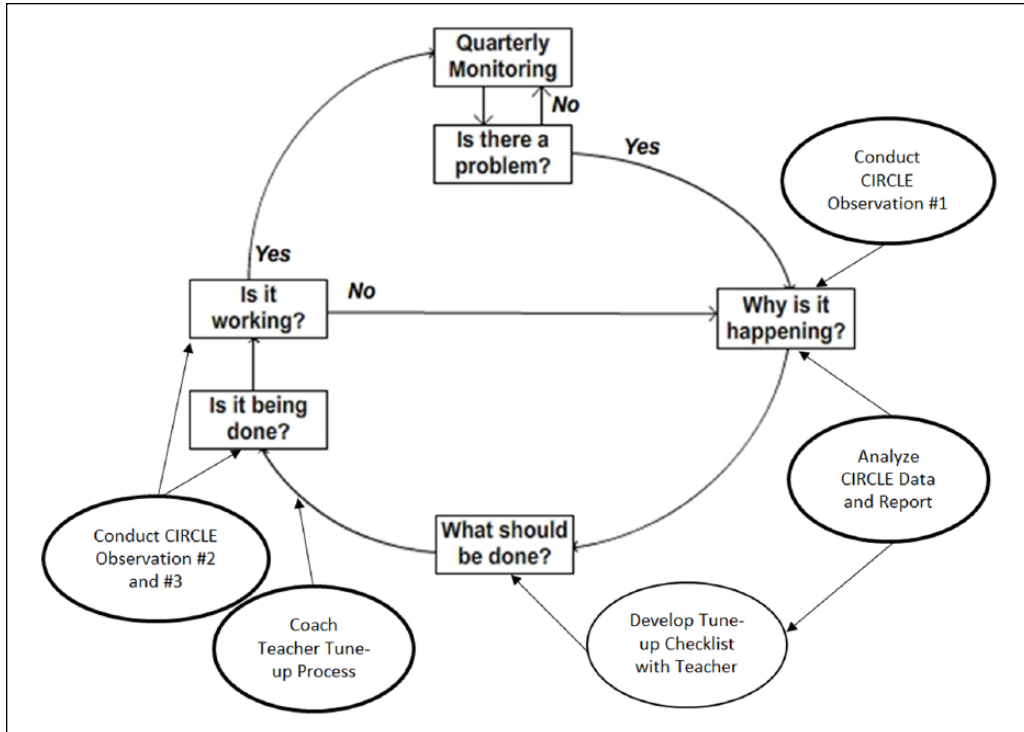 Quarterly
Monitoring
No
Is there a
problem?
Yes
Conduct
CIRCLE
Observation #1
Yes
Is it
working?
No
Why is it
happening?
Is it being
done?
Analyze
CIRCLE Data
and Report
Conduct CIRCLE
Observation #2
and #3
What should
be done?
Coach
Teacher Tune-
up Process
Develop Tune-
up Checklist
with Teacher